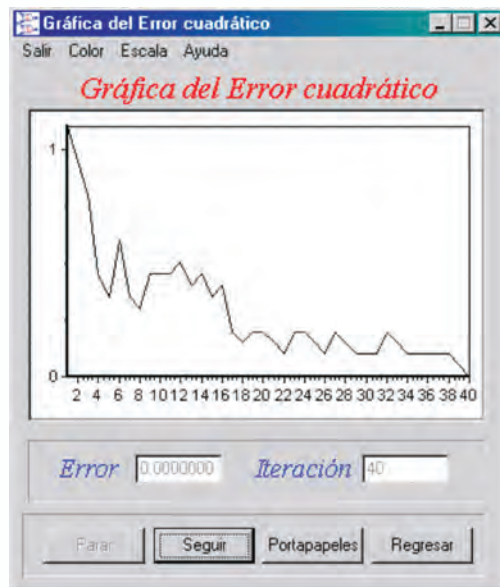 Gráfica del Error cuadrático
Salir Color Escala Ayuda
Gráfica del Error cuadrático
1
0
2 4 6 8 10 12 14 16 18 20 22 24 26 28 30 32 34 36 38 40
Error 0.0000000 Iteración 40
Parar Seguir Portapapeles Regresar